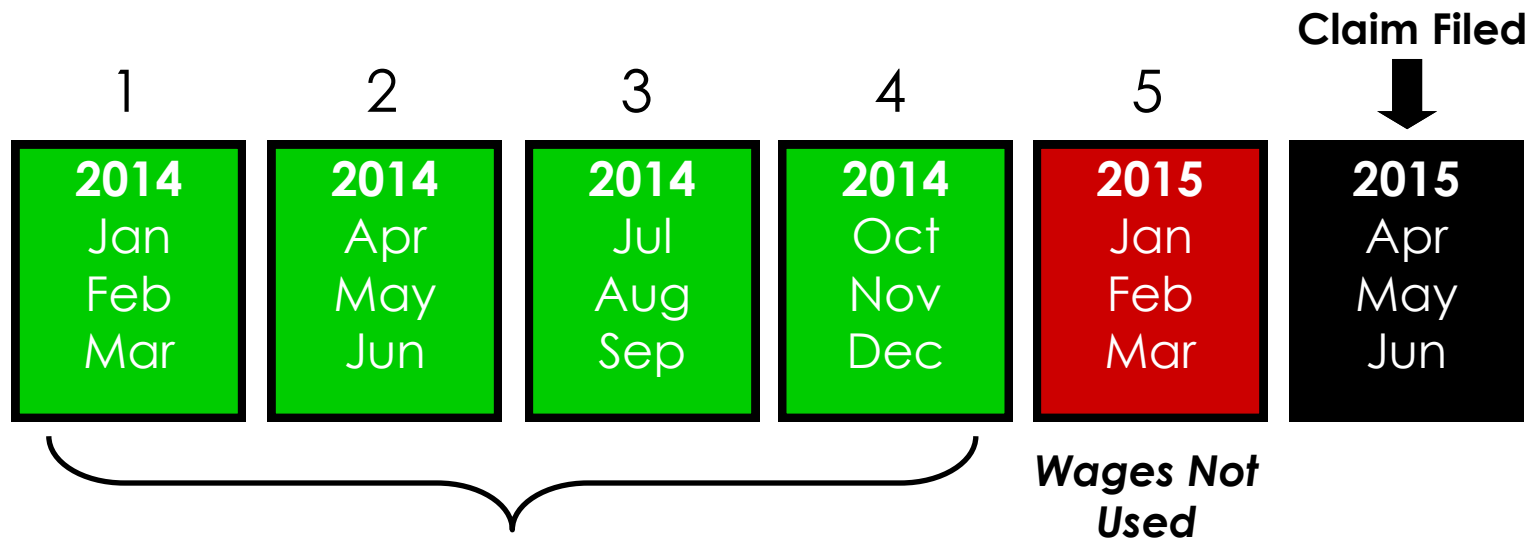 Claim Filed
1
2
3
4
5
2014
Jan
Feb
Mar
2014
Apr
May
Jun
2014
Jul
Aug
Sep
2014
Oct
Nov
Dec
2015
Jan
Feb
Mar
2015
Apr
May
Jun
Wages Not
Used